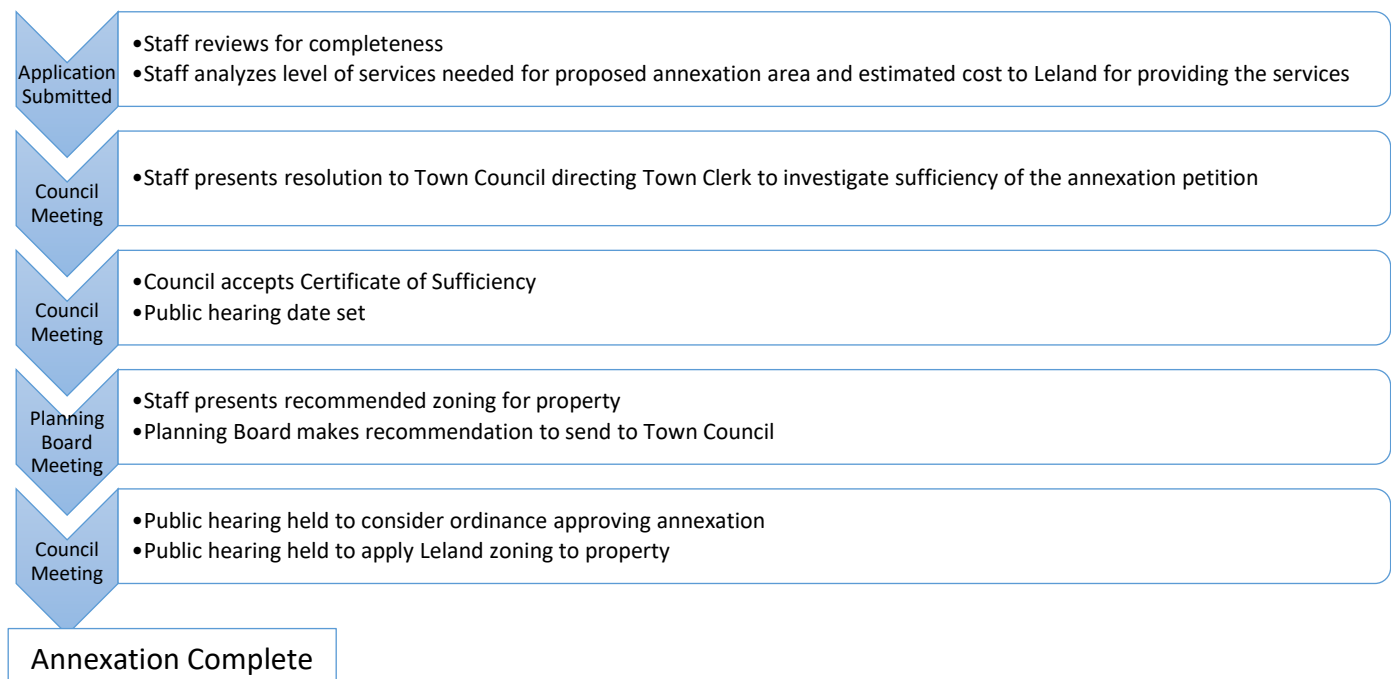 Application
Submitted
•Staff reviews for completeness
•Staff analyzes level of services needed for proposed annexation area and estimated cost to Leland for providing the services
Council
Meeting
•Staff presents resolution to Town Council directing Town Clerk to investigate sufficiency of the annexation petition
Council
Meeting
•Council accepts Certificate of Sufficiency
•Public hearing date set
Planning
Board
Meeting
•Staff presents recommended zoning for property
•Planning Board makes recommendation to send to Town Council
Council
Meeting
•Public hearing held to consider ordinance approving annexation
•Public hearing held to apply Leland zoning to property
Annexation Complete